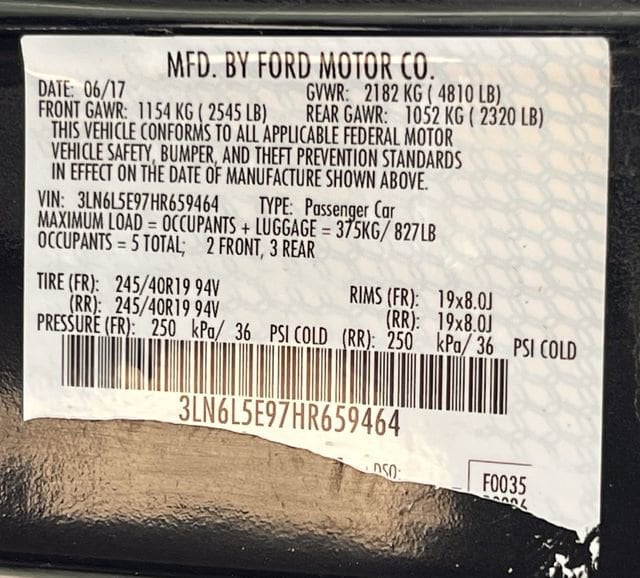 MFD. BY FORD MOTOR CO.
DATE: 06/17 GVWR: 2182 KG ( 4810 LB)
FRONT GAWR: 1154 KG ( 2545 LB) REAR GAWR: 1052 KG ( 2320 LB)
THIS VEHICLE CONFORMS TO ALL APPLICABLE FEDERAL MOTOR
VEHICLE SAFETY, BUMPER, AND THEFT PREVENTION STANDARDS
IN EFFECT ON THE DATE OF MANUFACTURE SHOWN ABOVE.
VIN: 3LN6L5E97HR659464 TYPE: Passenger Car
MAXIMUM LOAD = OCCUPANTS + LUGGAGE = 375KG/ 827LB
OCCUPANTS = 5 TOTAL; 2 FRONT, 3 REAR
TIRE (FR): 245/40R19 94V RIMS (FR): 19x8.0J
(RR): 245/40R19 94V (RR): 19x8.0J
PRESSURE (FR): 250 kPa/ 36 PSI COLD (RR): 250 kPa/ 36 PSI COLD
3LN6L5E97HR659464
DSO:
F0035